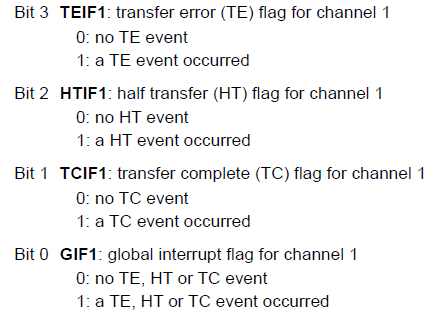 Bit 3 TEIF1: transfer error (TE) flag for channel 1
0: no TE event
1: a TE event occurred
Bit 2 HTIF1: half transfer (HT) flag for channel 1
0: no HT event
1: a HT event occurred
Bit 1 TCIF1: transfer complete (TC) flag for channel 1
0: no TC event
1: a TC event occurred
Bit 0 GIF1: global interrupt flag for channel 1
0: no TE, HT or TC event
1: a TE, HT or TC event occurred